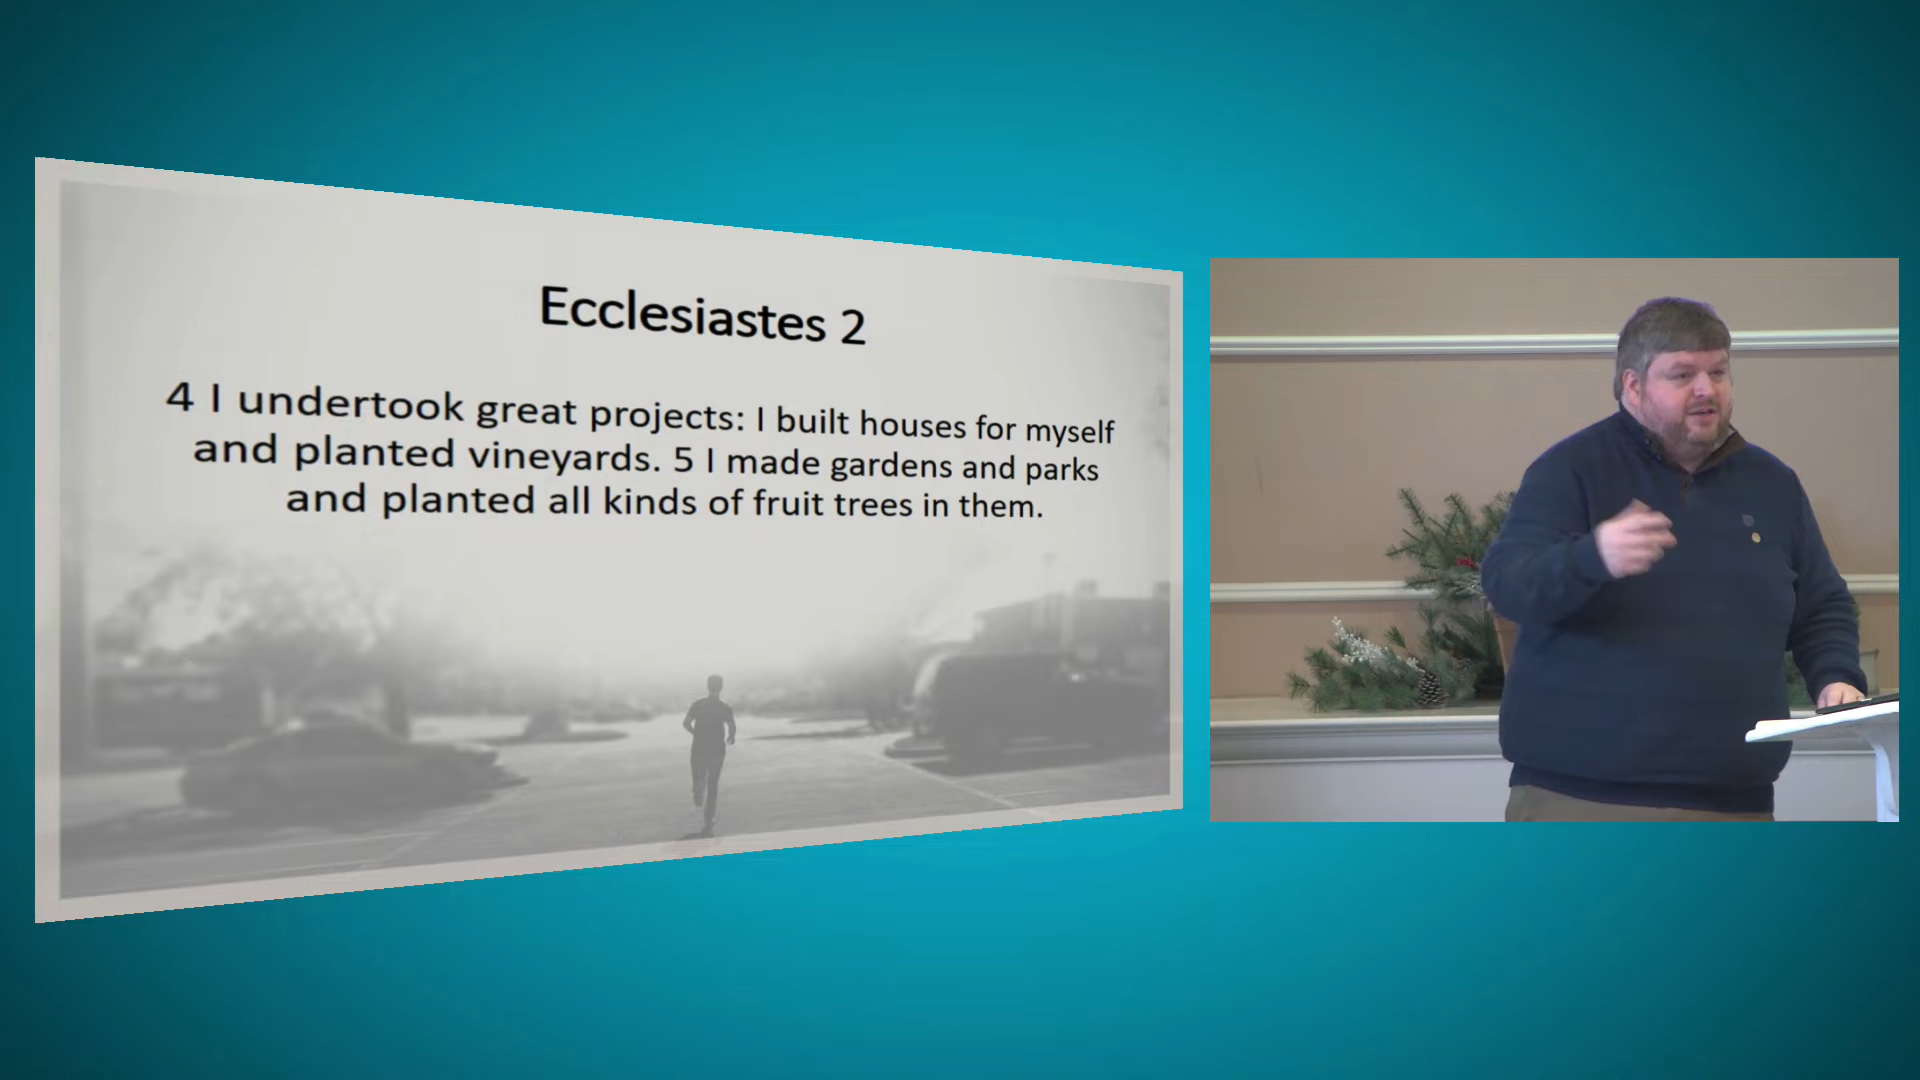 Ecclesiastes 2
4 I undertook great projects: I built houses for myself
and planted vineyards. 5 I made gardens and parks
and planted all kinds of fruit trees in them.